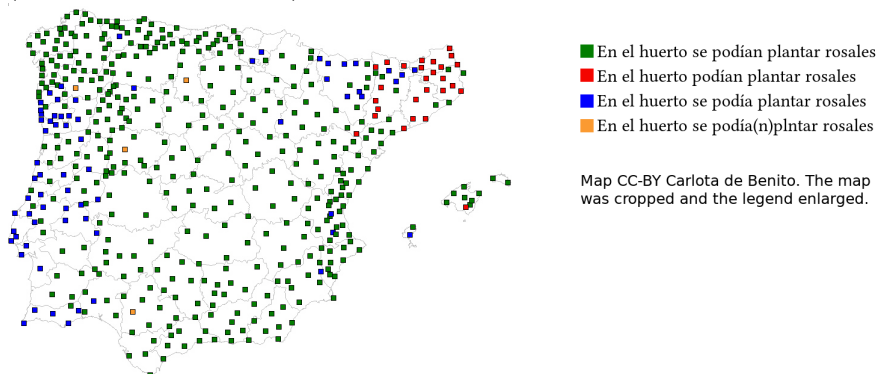 En el huerto se podían plantar rosales
En el huerto podían plantar rosales
En el huerto se podía plantar rosales
En el huerto se podía(n)plntar rosales
Map CC-BY Carlota de Benito. The map
was cropped and the legend enlarged.